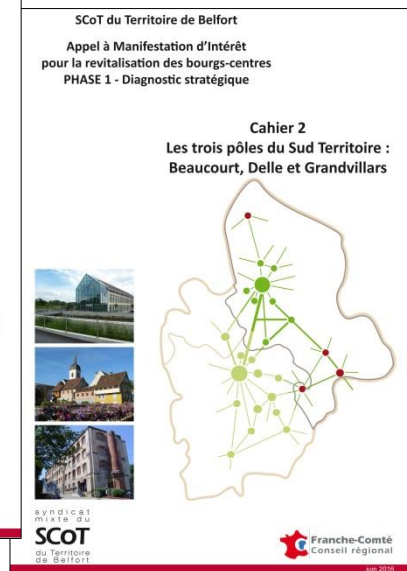 SCoT du Territoire de Belfort
Appel à Manifestation d'Intérêt
pour la revitalisation des bourgs-centres
PHASE 1 - Diagnostic stratégique
Cahier 2
Les trois pôles du Sud Territoire :
Beaucourt, Delle et Grandvillars
syndicat
mixte du
SCOT
du Territoire
de Belfort
Franche-Comté
Conseil régional
juin 2016